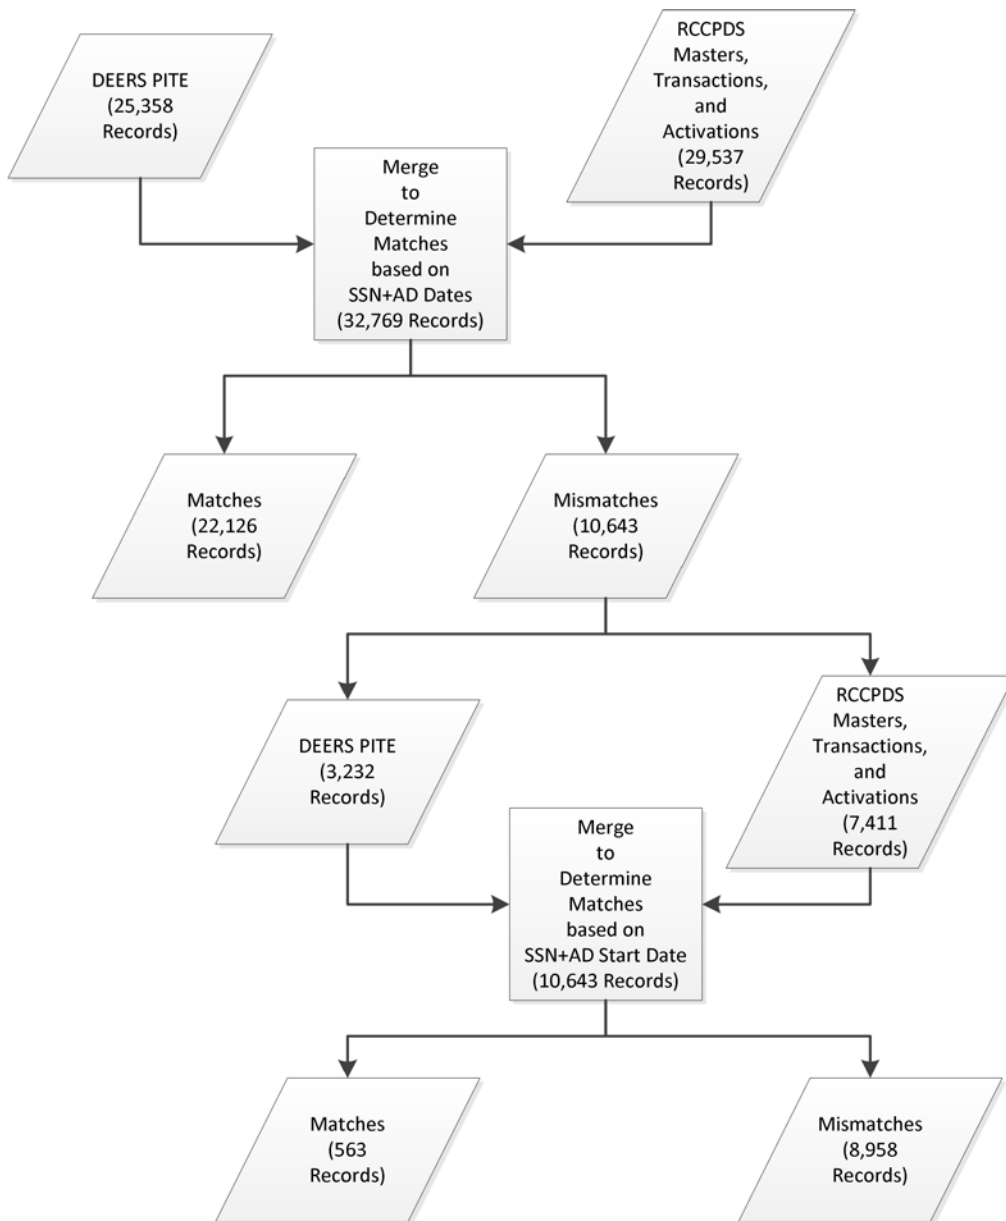 DEERS PITE
(25,358
Records)
RCCPDS
Masters,
Transactions,
and
Activations
(29,537
Records)
Merge
to
Determine
Matches
based on
SSN+AD Dates
(32,769 Records)
Matches
(22,126
Records)
Mismatches
(10,643
Records)
DEERS PITE
(3,232
Records)
RCCPDS
Masters,
Transactions,
and
Activations
(7,411
Records)
Merge
to
Determine
Matches
based on
SSN+AD Start Date
(10,643 Records)
Matches
(563
Records)
Mismatches
(8,958
Records)